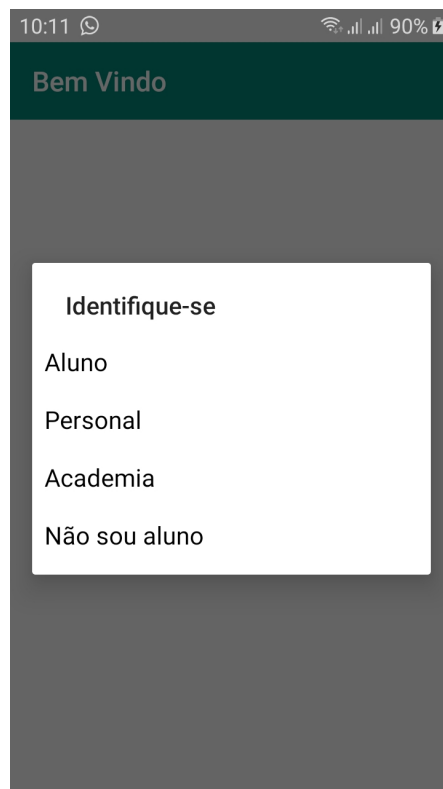 10:11 90%
Bem Vindo
Identifique-se
Aluno
Personal
Academia
Não sou aluno